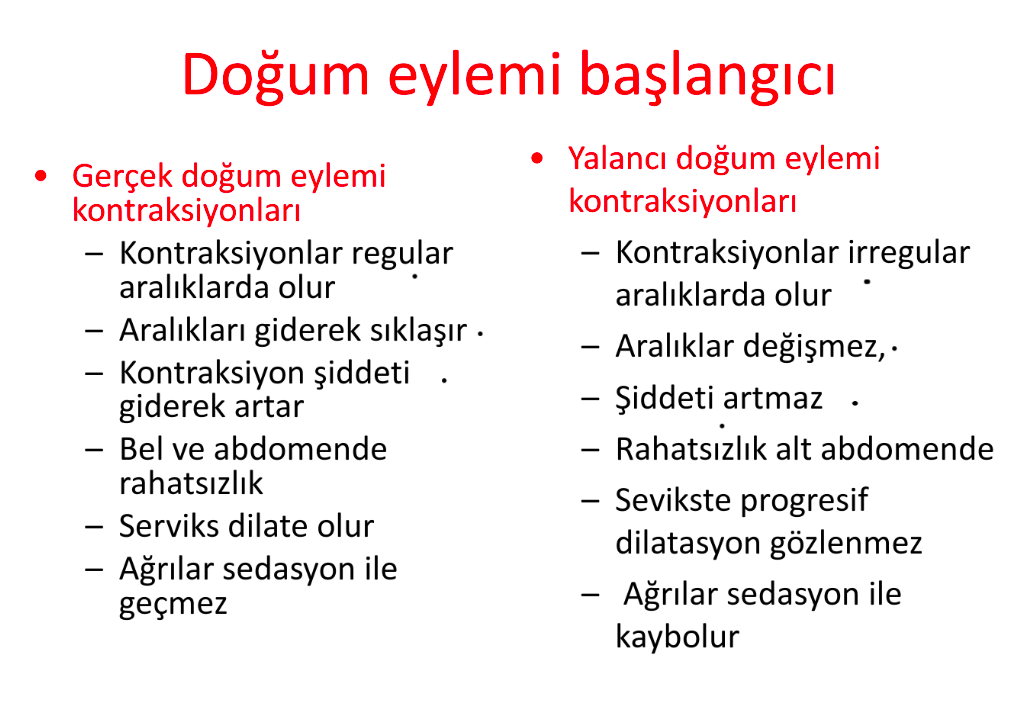 Doğum eylemi başlangıcı
• Gerçek doğum eylemi
kontraksiyonları
– Kontraksiyonlar regular
aralıklarda olur
– Aralıkları giderek sıklaşır
– Kontraksiyon şiddeti
giderek artar
– Bel ve abdomende
rahatsızlık
– Serviks dilate olur
– Ağrılar sedasyon ile
geçmez
• Yalancı doğum eylemi
kontraksiyonları
– Kontraksiyonlar irregular
aralıklarda olur
– Aralıklar değişmez,
– Şiddeti artmaz
– Rahatsızlık alt abdomende
– Sevikste progresif
dilatasyon gözlenmez
– Ağrılar sedasyon ile
kaybolur